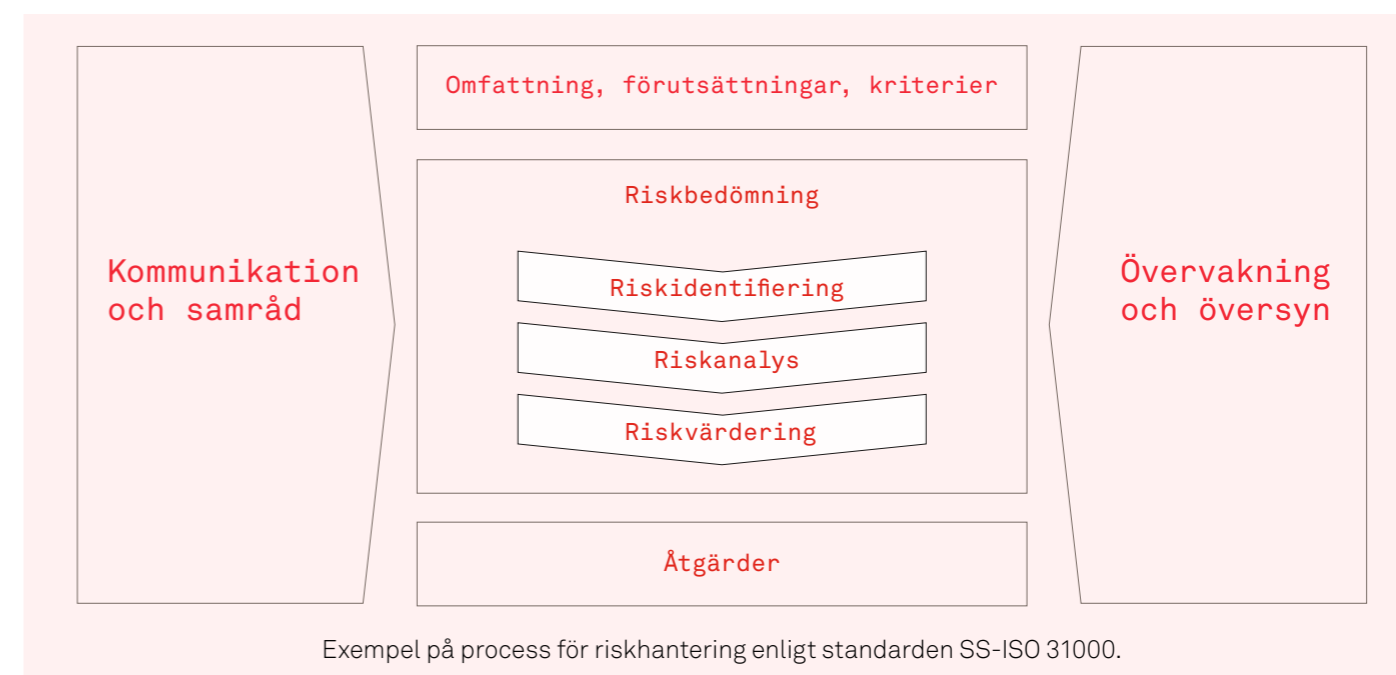 Omfattning, förutsättningar, kriterier
Riskbedömning
Kommunikation
och samråd
Riskidentifiering
Riskanalys
Riskvärdering
Övervakning
och översyn
Åtgärder
Exempel på process för riskhantering enligt standarden SS-ISO 31000.